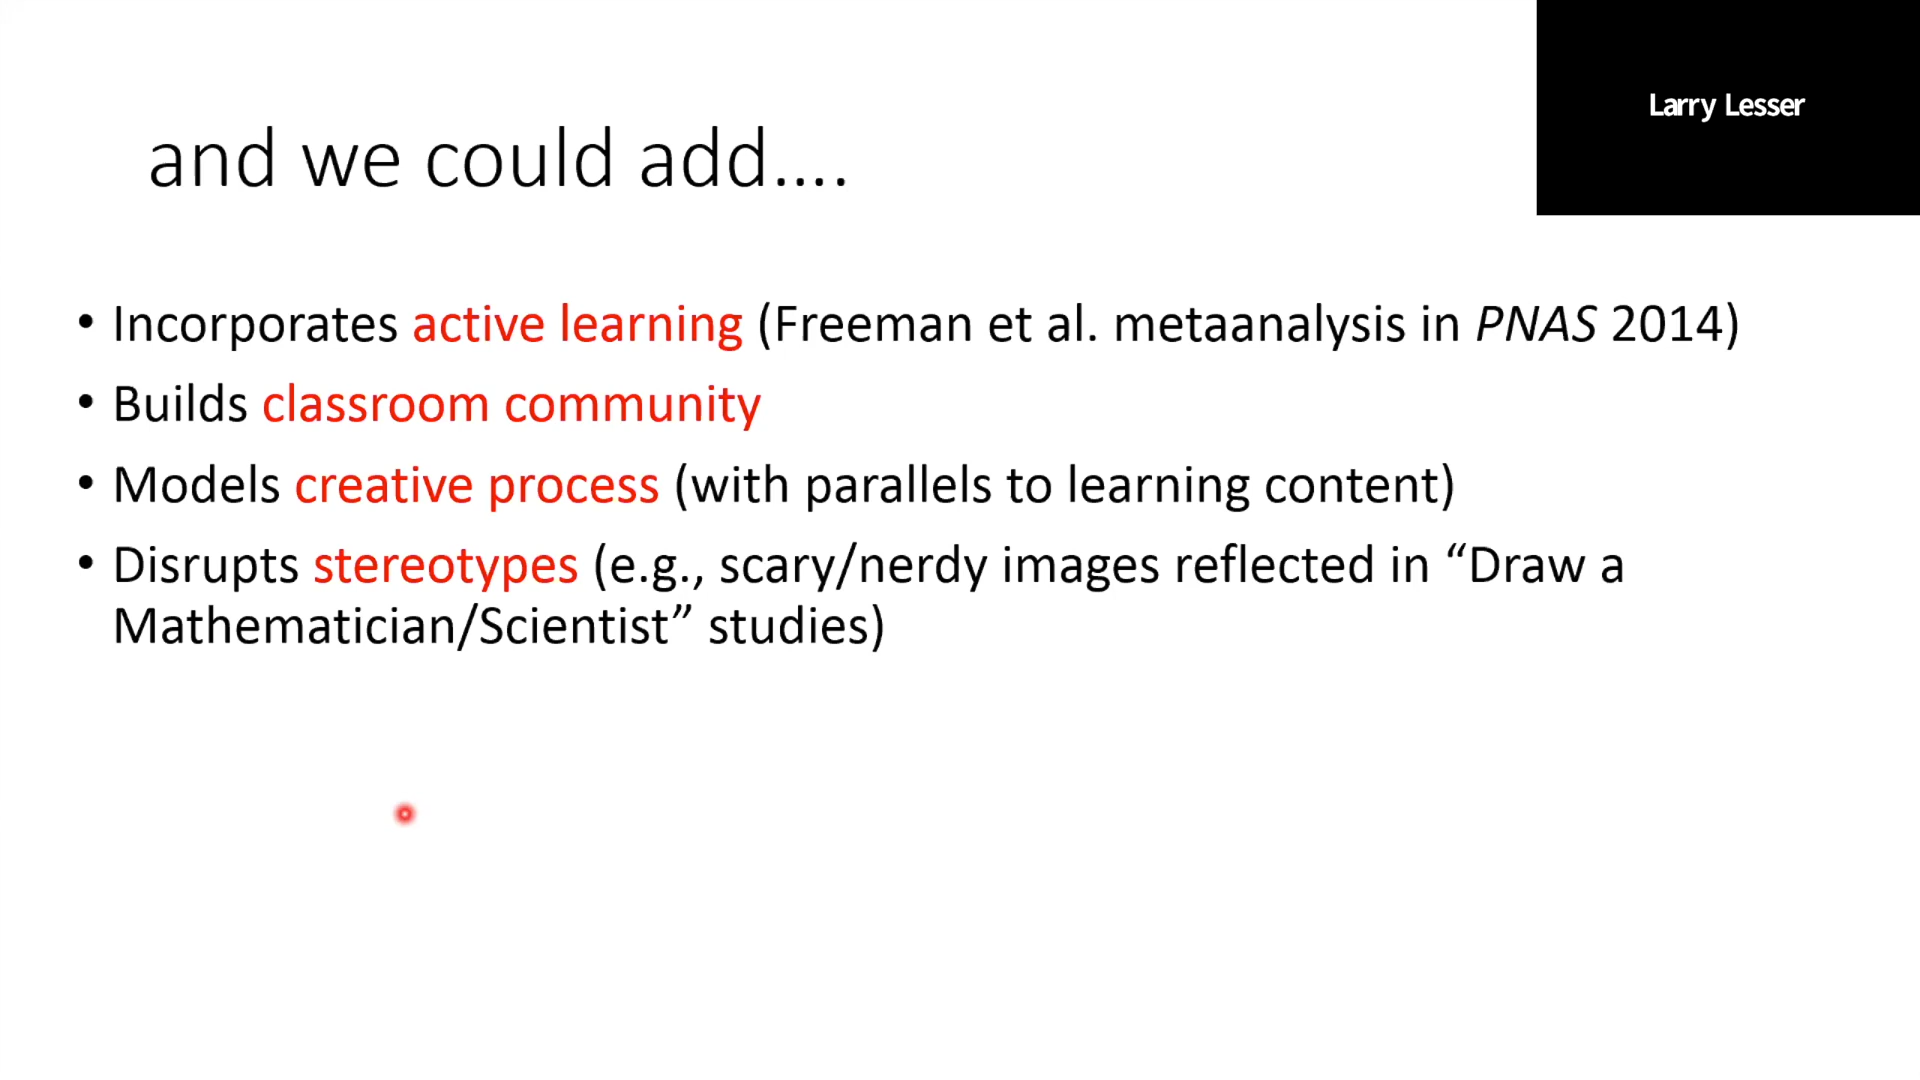 Larry Lesser
and we could add....
• Incorporates active learning (Freeman et al. metaanalysis in PNAS 2014)
• Builds classroom community
• Models creative process (with parallels to learning content)
• Disrupts stereotypes (e.g., scary/nerdy images reflected in “Draw a
Mathematician/Scientist” studies)